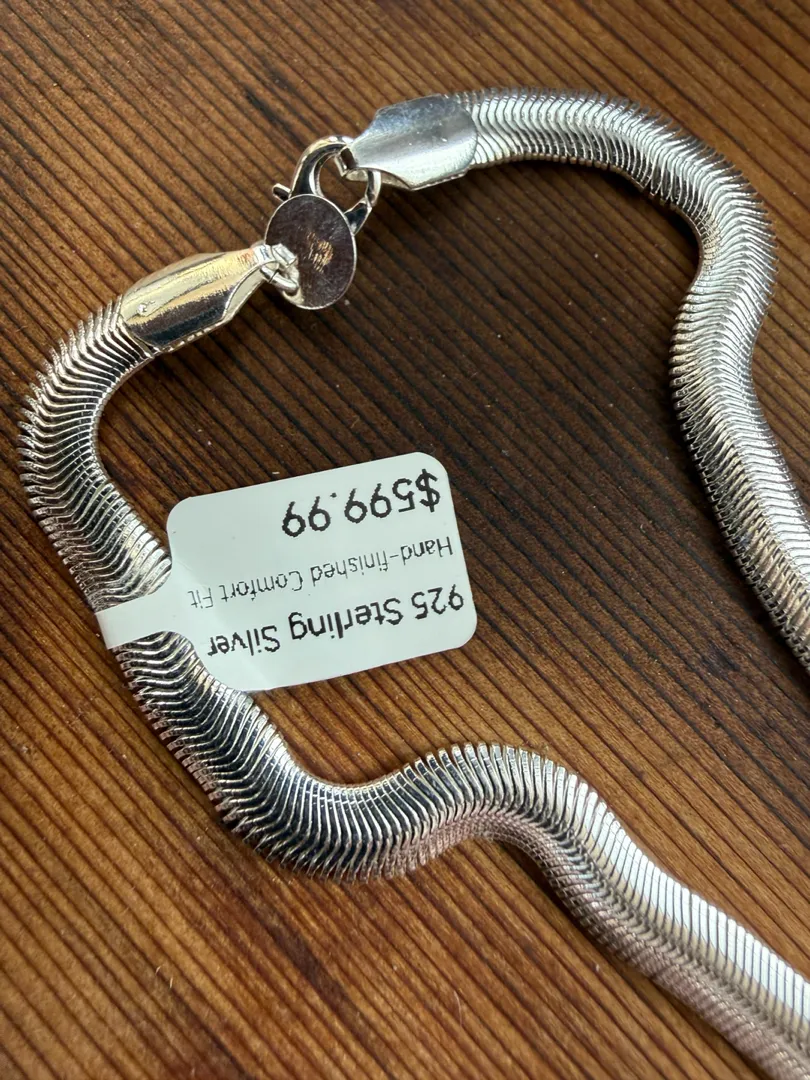 925 Sterling Silver
Hand-finished Comfort Fit
$599.99